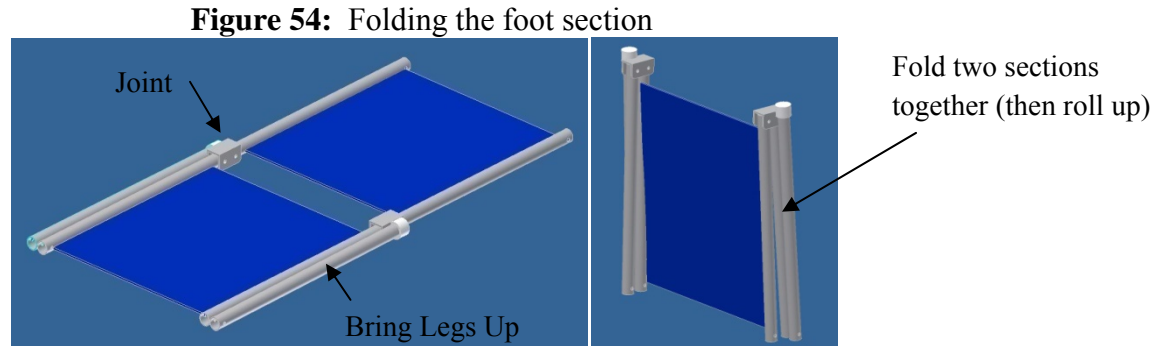 Figure 54: Folding the foot section
Joint
Bring Legs Up
Fold two sections
together (then roll up)